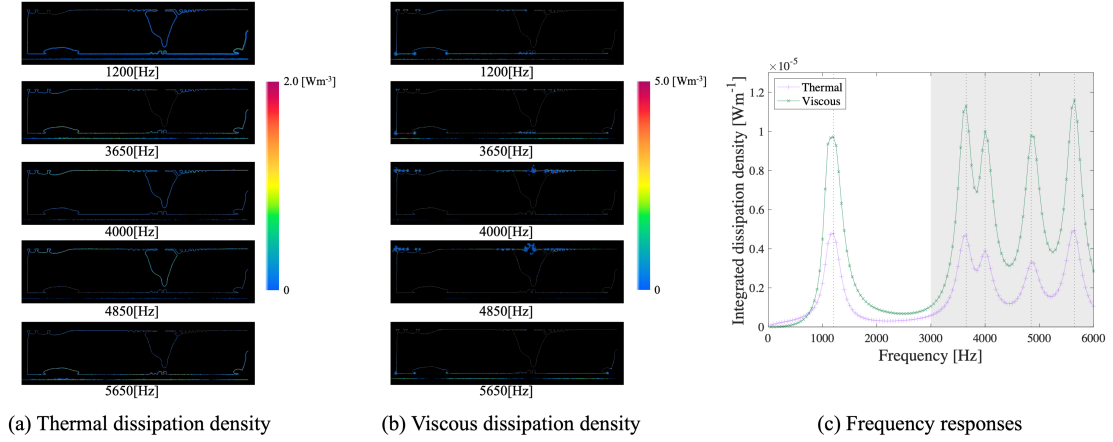 1200[Hz]
3650[Hz]
4000[Hz]
4850[Hz]
5650[Hz]
2.0 [Wm⁻³]
0
(a) Thermal dissipation density
1200[Hz]
3650[Hz]
4000[Hz]
4850[Hz]
5650[Hz]
5.0 [Wm⁻³]
0
(b) Viscous dissipation density
×10⁻⁵
Integrated dissipation density [Wm⁻¹]
1.2
1
0.8
0.6
0.4
0.2
0
Thermal
Viscous
0 1000 2000 3000 4000 5000 6000
Frequency [Hz]
(c) Frequency responses